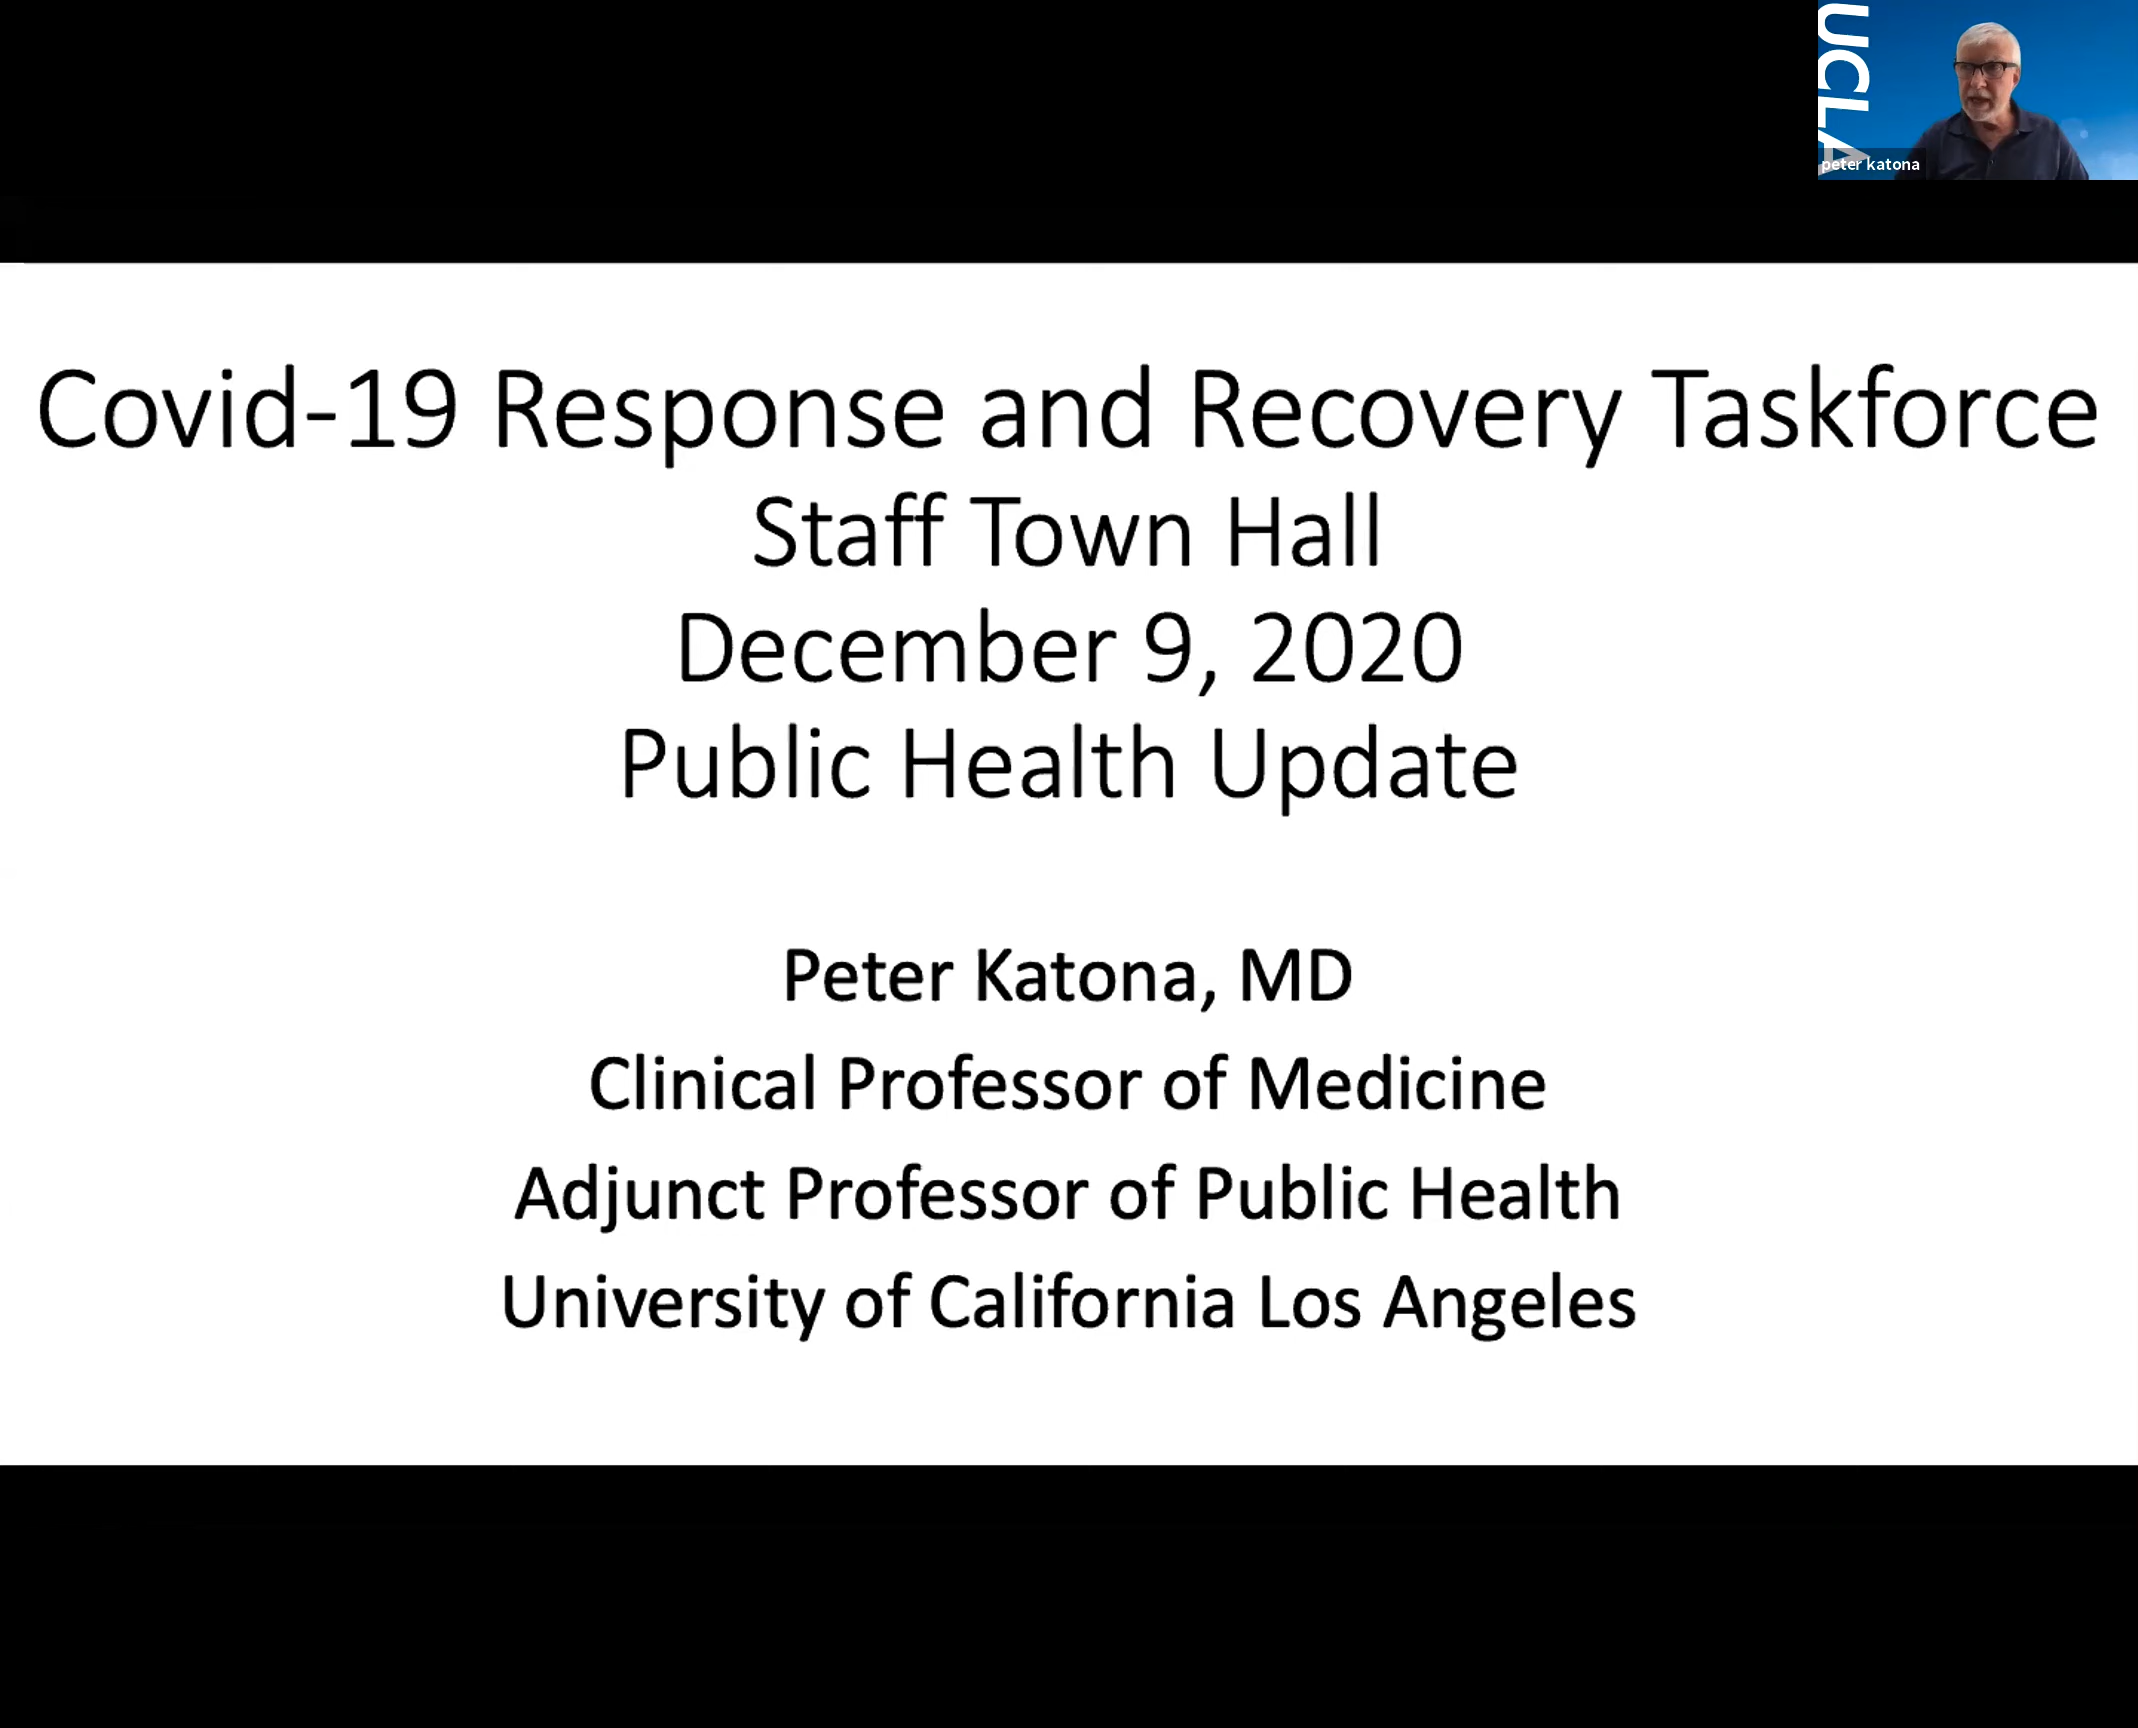 UCLA
peter katona
Covid-19 Response and Recovery Taskforce
Staff Town Hall
December 9, 2020
Public Health Update
Peter Katona, MD
Clinical Professor of Medicine
Adjunct Professor of Public Health
University of California Los Angeles